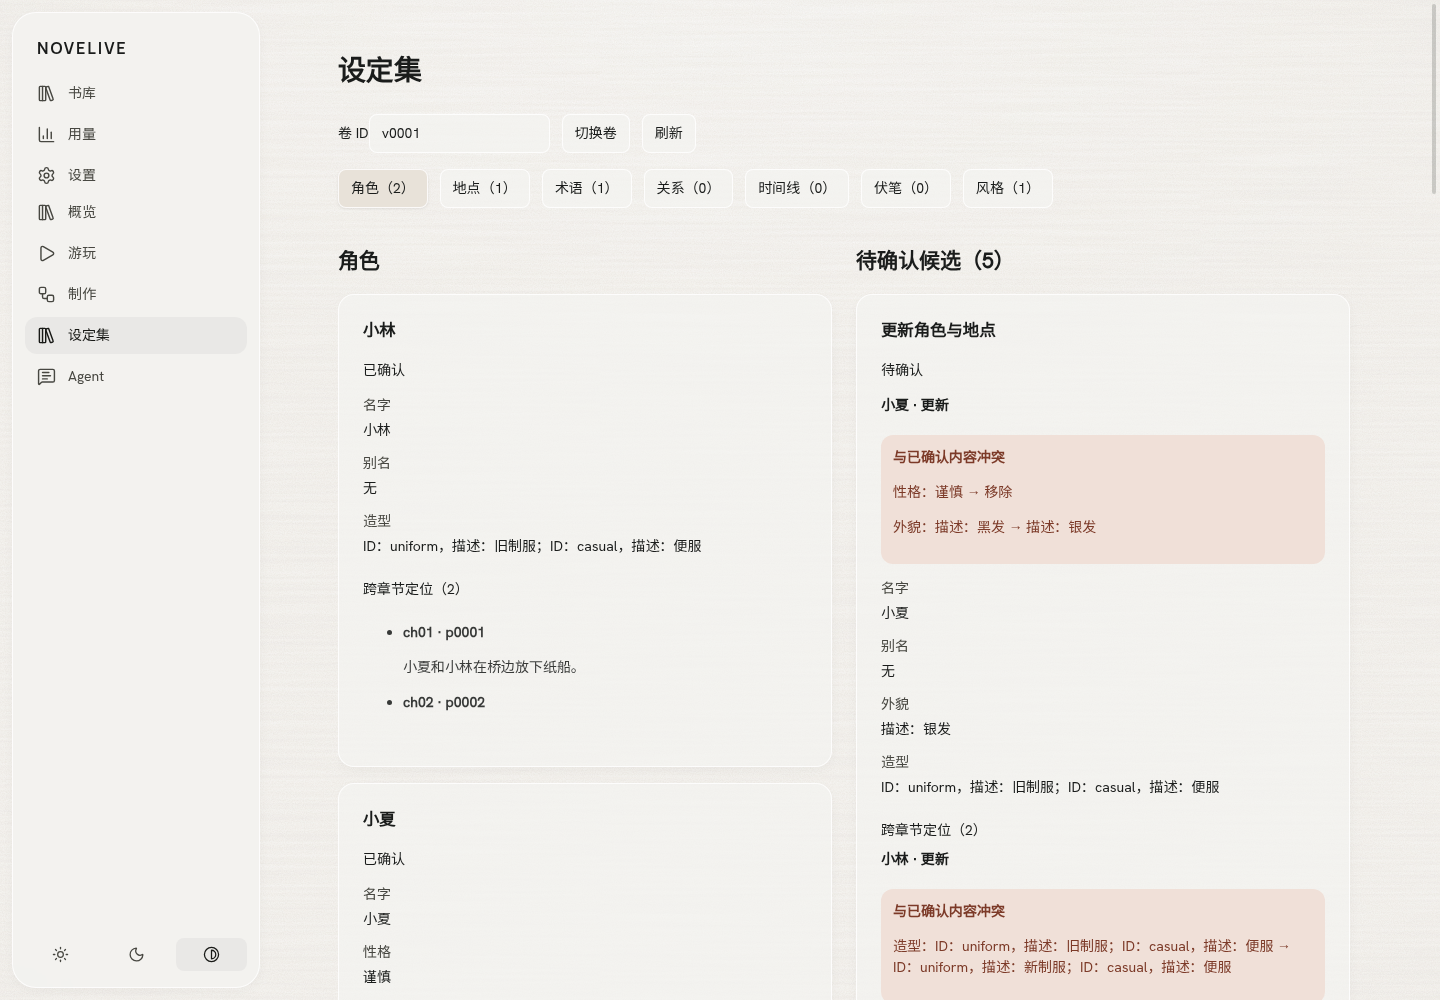 NOVELIVE
书库
用量
设置
概览
游玩
制作
设定集
Agent
设定集
卷 ID
v0001
切换卷
刷新
角色（2）
地点（1）
术语（1）
关系（0）
时间线（0）
伏笔（0）
风格（1）
角色
小林
已确认
名字
小林
别名
无
造型
ID：uniform，描述：旧制服；ID：casual，描述：便服
跨章节定位（2）
ch01 · p0001
小夏和小林在桥边放下纸船。
ch02 · p0002
小夏
已确认
名字
小夏
性格
谨慎
待确认候选（5）
更新角色与地点
待确认
小夏 · 更新
与已确认内容冲突
性格：谨慎 → 移除
外貌：描述：黑发 → 描述：银发
名字
小夏
别名
无
外貌
描述：银发
造型
ID：uniform，描述：旧制服；ID：casual，描述：便服
跨章节定位（2）
小林 · 更新
与已确认内容冲突
造型：ID：uniform，描述：旧制服；ID：casual，描述：便服 →
ID：uniform，描述：新制服；ID：casual，描述：便服